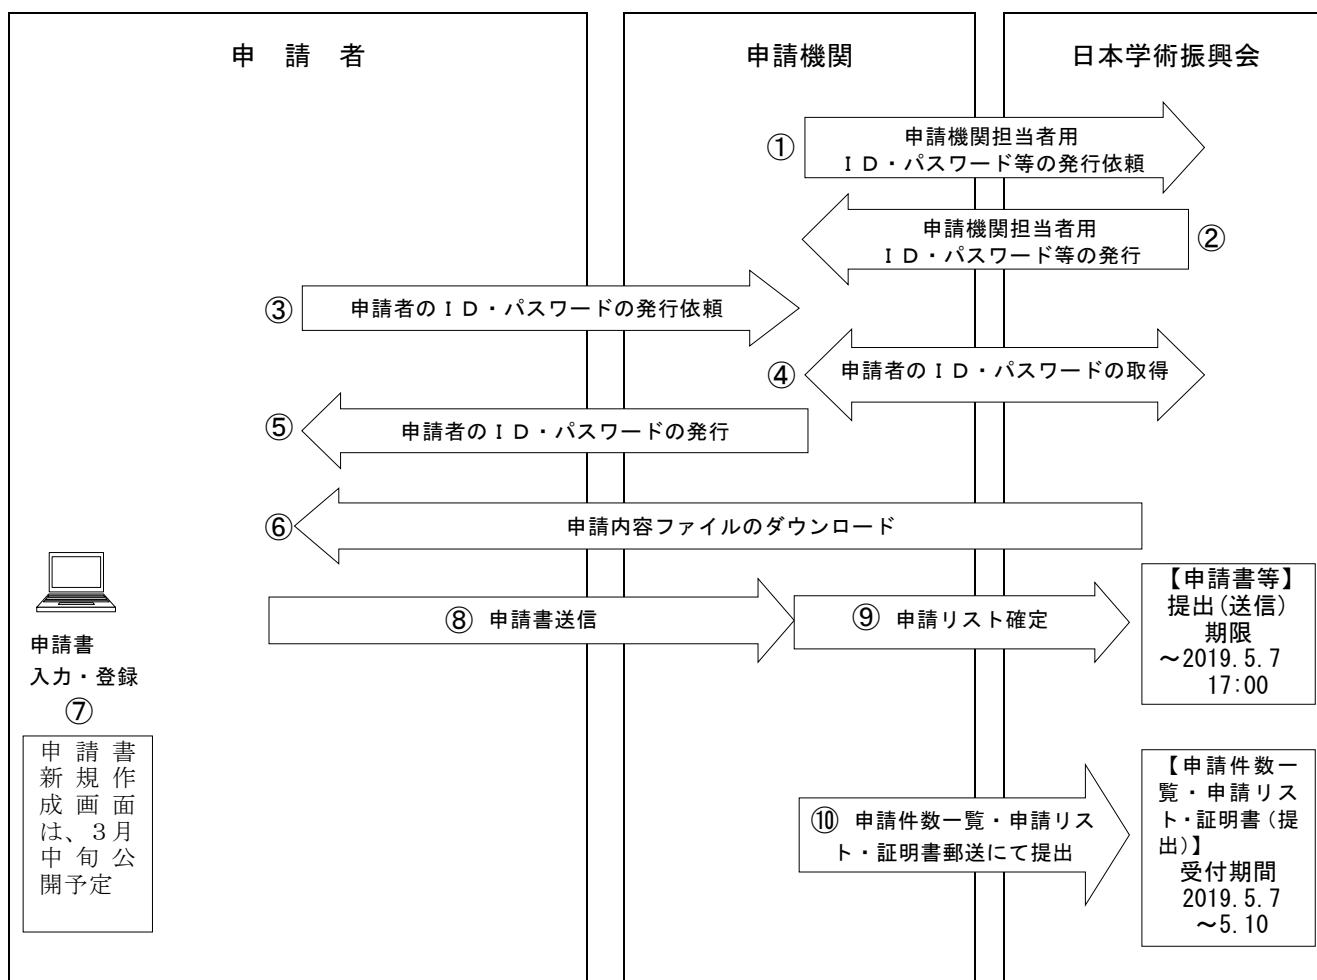 申　請　者
申請機関
日本学術振興会
①
申請機関担当者用
ＩＤ・パスワード等の発行依頼
申請機関担当者用
ＩＤ・パスワード等の発行
②
③
申請者のＩＤ・パスワードの発行依頼
④
申請者のＩＤ・パスワードの取得
⑤
申請者のＩＤ・パスワードの発行
⑥
申請内容ファイルのダウンロード
申請書
入力・登録
⑦
⑧ 申請書送信
⑨ 申請リスト確定
【申請書等】
提出(送信)
期限
～2019.5.7
17:00
申請書
新規作
成画面
は、３月
中旬公
開予定
⑩ 申請件数一覧・申請リス
ト・証明書郵送にて提出
【申請件数一
覧・申請リス
ト・証明書(提
出)】
受付期間
2019.5.7
～5.10